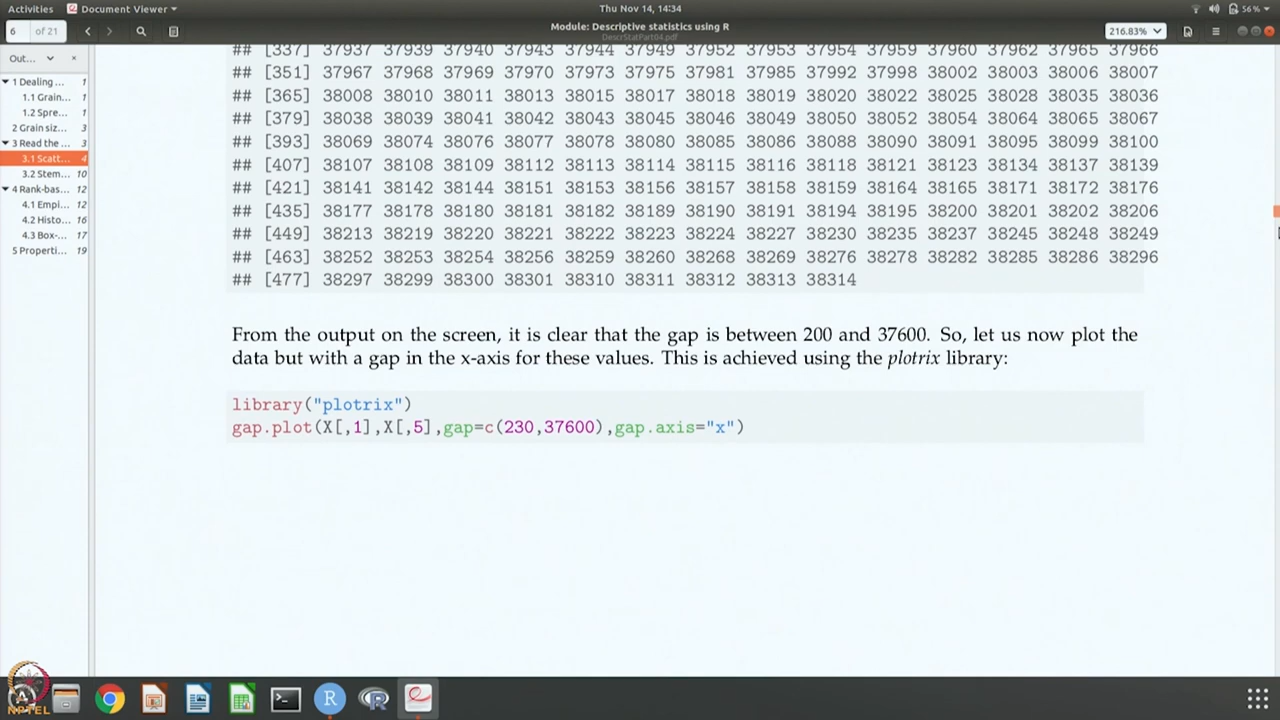 Activities
Document Viewer
Thu Nov 14, 14:34
56%
6
of 21
Module: Descriptive statistics using R
DescrStatPart04.pdf
216.83%
Out...
1 Dealing ... 1
1.1 Grain... 1
1.2 Spre... 1
2 Grain siz... 3
3 Read the ... 3
3.1 Scatt... 4
3.2 Stem... 10
4 Rank-bas... 12
4.1 Empi... 12
4.2 Histo... 16
4.3 Box-... 17
5 Properti... 19
## [337] 37937 37939 37940 37943 37944 37949 37952 37953 37954 37959 37960 37962 37965 37966
## [351] 37967 37968 37969 37970 37973 37975 37981 37985 37992 37998 38002 38003 38006 38007
## [365] 38008 38010 38011 38013 38015 38017 38018 38019 38020 38022 38025 38028 38035 38036
## [379] 38038 38039 38041 38042 38043 38045 38046 38049 38050 38052 38054 38064 38065 38067
## [393] 38069 38074 38076 38077 38078 38080 38085 38086 38088 38090 38091 38095 38099 38100
## [407] 38107 38108 38109 38112 38113 38114 38115 38116 38118 38121 38123 38134 38137 38139
## [421] 38141 38142 38144 38151 38153 38156 38157 38158 38159 38164 38165 38171 38172 38176
## [435] 38177 38178 38180 38181 38182 38189 38190 38191 38194 38195 38200 38201 38202 38206
## [449] 38213 38219 38220 38221 38222 38223 38224 38227 38230 38235 38237 38245 38248 38249
## [463] 38252 38253 38254 38256 38259 38260 38268 38269 38276 38278 38282 38285 38286 38296
## [477] 38297 38299 38300 38301 38310 38311 38312 38313 38314
From the output on the screen, it is clear that the gap is between 200 and 37600. So, let us now plot the
data but with a gap in the x-axis for these values. This is achieved using the plotrix library:
library("plotrix")
gap.plot(X[,1],X[,5],gap=c(230,37600),gap.axis="x")
NPTEL